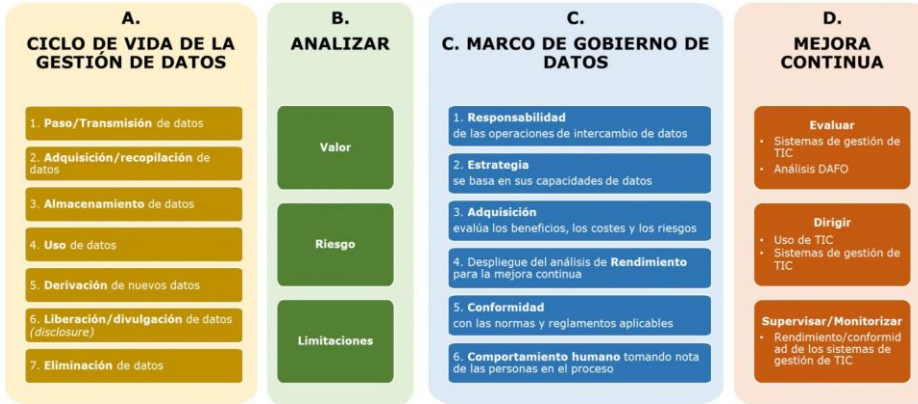 A.
CICLO DE VIDA DE LA
GESTIÓN DE DATOS
1. Paso/Transmisión de datos
2. Adquisición/recopilación de
datos
3. Almacenamiento de datos
4. Uso de datos
5. Derivación de nuevos datos
6. Liberación/divulgación de datos
(disclosure)
7. Eliminación de datos
B.
ANALIZAR
Valor
Riesgo
Limitaciones
C.
C. MARCO DE GOBIERNO DE
DATOS
1. Responsabilidad
de las operaciones de intercambio de datos
2. Estrategia
se basa en sus capacidades de datos
3. Adquisición
evalúa los beneficios, los costes y los riesgos
4. Despliegue del análisis de Rendimiento
para la mejora continua
5. Conformidad
con las normas y reglamentos aplicables
6. Comportamiento humano tomando nota
de las personas en el proceso
D.
MEJORA
CONTINUA
Evaluar
• Sistemas de gestión de
TIC
• Análisis DAFO
Dirigir
• Uso de TIC
• Sistemas de gestión de
TIC
Supervisar/Monitorizar
• Rendimiento/conformid
ad de los sistemas de
gestión de TIC